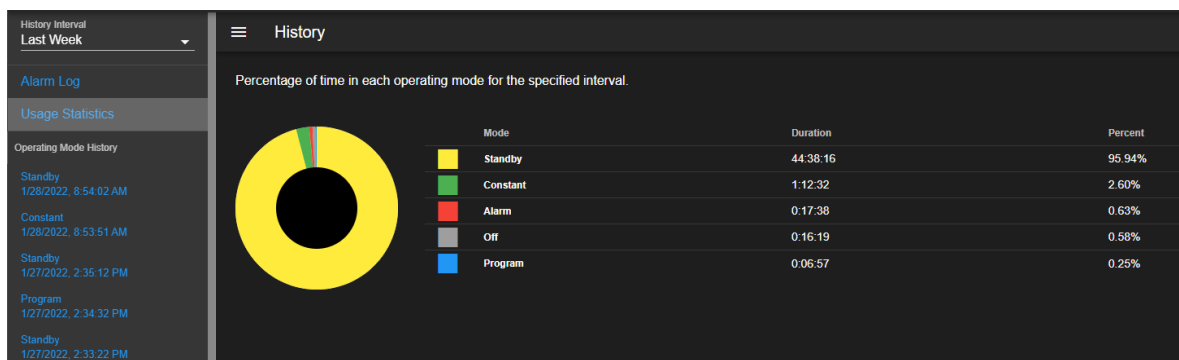 History Interval
Last Week
Alarm Log
Usage Statistics
Operating Mode History
Standby
1/28/2022, 8:54:02 AM
Constant
1/28/2022, 8:53:51 AM
Standby
1/27/2022, 2:35:12 PM
Program
1/27/2022, 2:34:32 PM
Standby
1/27/2022, 2:33:22 PM
History
Percentage of time in each operating mode for the specified interval.
Mode Duration Percent
Standby 44:38:16 95.94%
Constant 1:12:32 2.60%
Alarm 0:17:38 0.63%
Off 0:16:19 0.58%
Program 0:06:57 0.25%